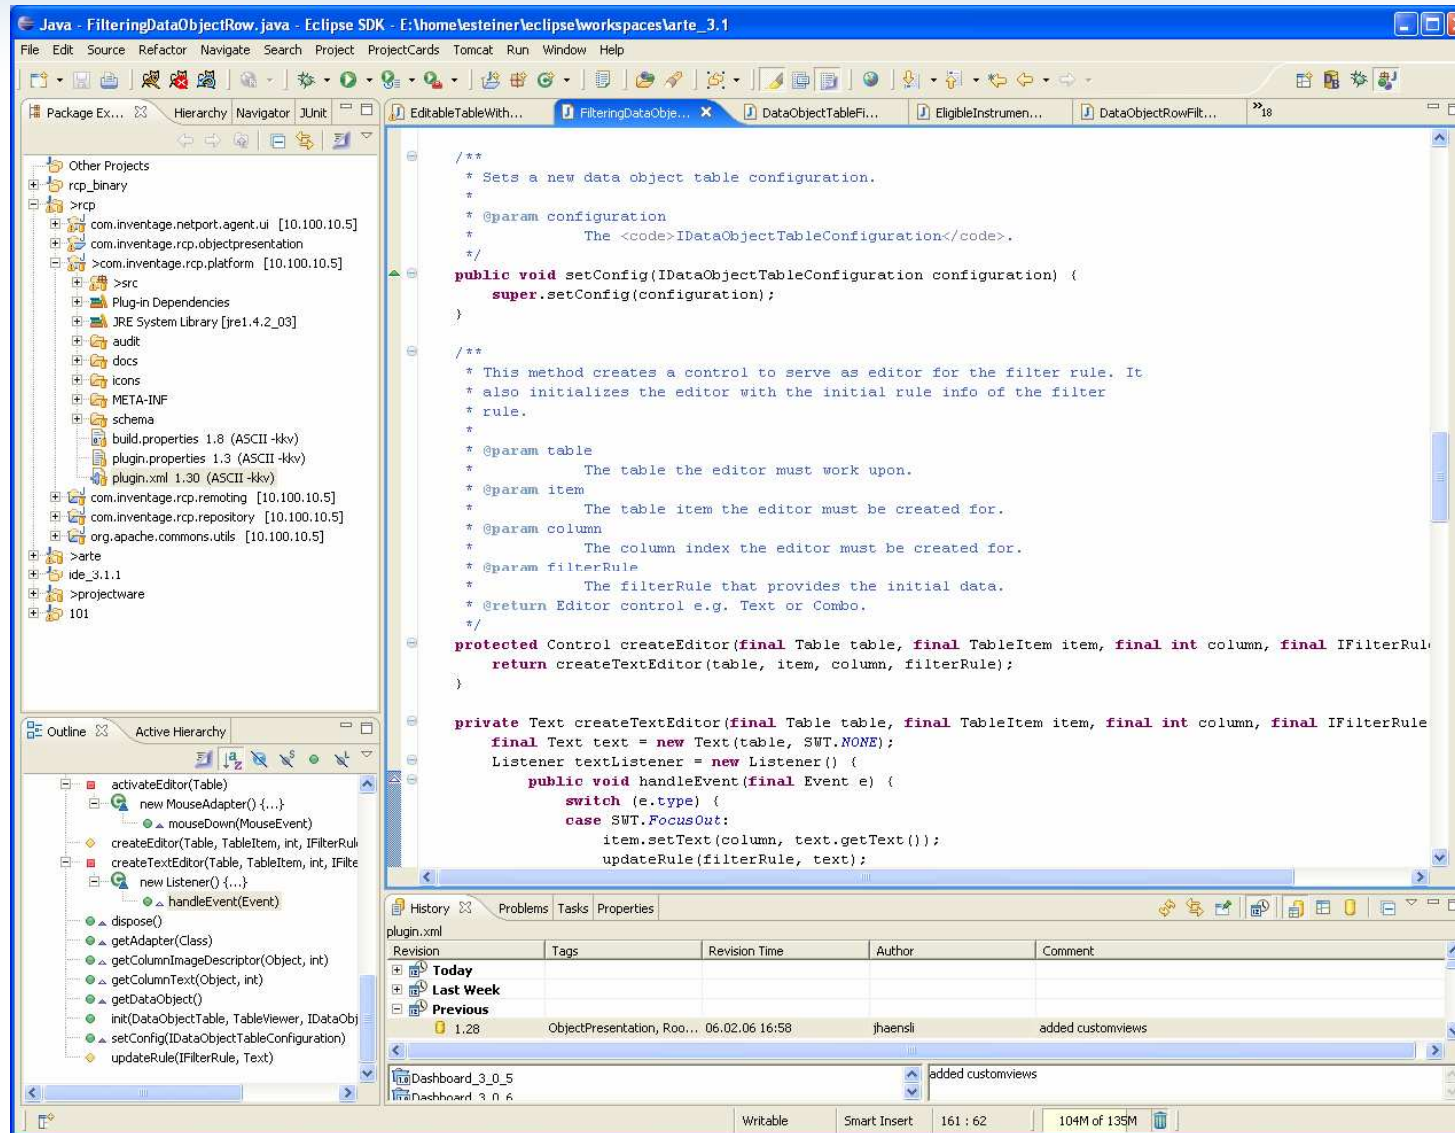 Java - FilteringDataObjectRow.java - Eclipse SDK - E:\home\esteiner\eclipse\workspaces\arte_3.1
File Edit Source Refactor Navigate Search Project ProjectCards Tomcat Run Window Help
Package Ex... Hierarchy Navigator JUnit
Other Projects
rcp_binary
>rcp
com.inventage.netport.agent.ui [10.100.10.5]
com.inventage.rcp.objectpresentation
>com.inventage.rcp.platform [10.100.10.5]
>src
Plug-in Dependencies
JRE System Library [jre1.4.2_03]
audit
docs
icons
META-INF
schema
build.properties 1.8 (ASCII -kkv)
plugin.properties 1.3 (ASCII -kkv)
plugin.xml 1.30 (ASCII -kkv)
com.inventage.rcp.remoting [10.100.10.5]
com.inventage.rcp.repository [10.100.10.5]
org.apache.commons.utils [10.100.10.5]
>arte
ide_3.1.1
>projectware
101
Outline Active Hierarchy
activateEditor(Table)
new MouseAdapter() {...}
mouseDown(MouseEvent)
createEditor(Table, TableItem, int, IFilterRul
createTextEditor(Table, TableItem, int, IFilte
new Listener() {...}
handleEvent(Event)
dispose()
getAdapter(Class)
getColumnImageDescriptor(Object, int)
getColumnText(Object, int)
getDataObject()
init(DataObjectTable, TableViewer, IDataObj
setConfig(IDataObjectTableConfiguration)
updateRule(IFilterRule, Text)
EditableTableWith... FilteringDataObje... DataObjectTableFi... EligibleInstrumen... DataObjectRowFilt... »18
/**
* Sets a new data object table configuration.
*
* @param configuration
* The <code>IDataObjectTableConfiguration</code>.
*/
public void setConfig(IDataObjectTableConfiguration configuration) {
super.setConfig(configuration);
}
/**
* This method creates a control to serve as editor for the filter rule. It
* also initializes the editor with the initial rule info of the filter
* rule.
*
* @param table
* The table the editor must work upon.
* @param item
* The table item the editor must be created for.
* @param column
* The column index the editor must be created for.
* @param filterRule
* The filterRule that provides the initial data.
* @return Editor control e.g. Text or Combo.
*/
protected Control createEditor(final Table table, final TableItem item, final int column, final IFilterRul
return createTextEditor(table, item, column, filterRule);
}
private Text createTextEditor(final Table table, final TableItem item, final int column, final IFilterRule
final Text text = new Text(table, SWT.NONE);
Listener textListener = new Listener() {
public void handleEvent(final Event e) {
switch (e.type) {
case SWT.FocusOut:
item.setText(column, text.getText());
updateRule(filterRule, text);
History Problems Tasks Properties
plugin.xml
Revision Tags Revision Time Author Comment
Today
Last Week
Previous
1.28 ObjectPresentation, Roo... 06.02.06 16:58 jhaensli added customviews
Dashboard_3_0_5 added customviews
Dashboard_3_0_6
Writable Smart Insert 161 : 62 104M of 135M